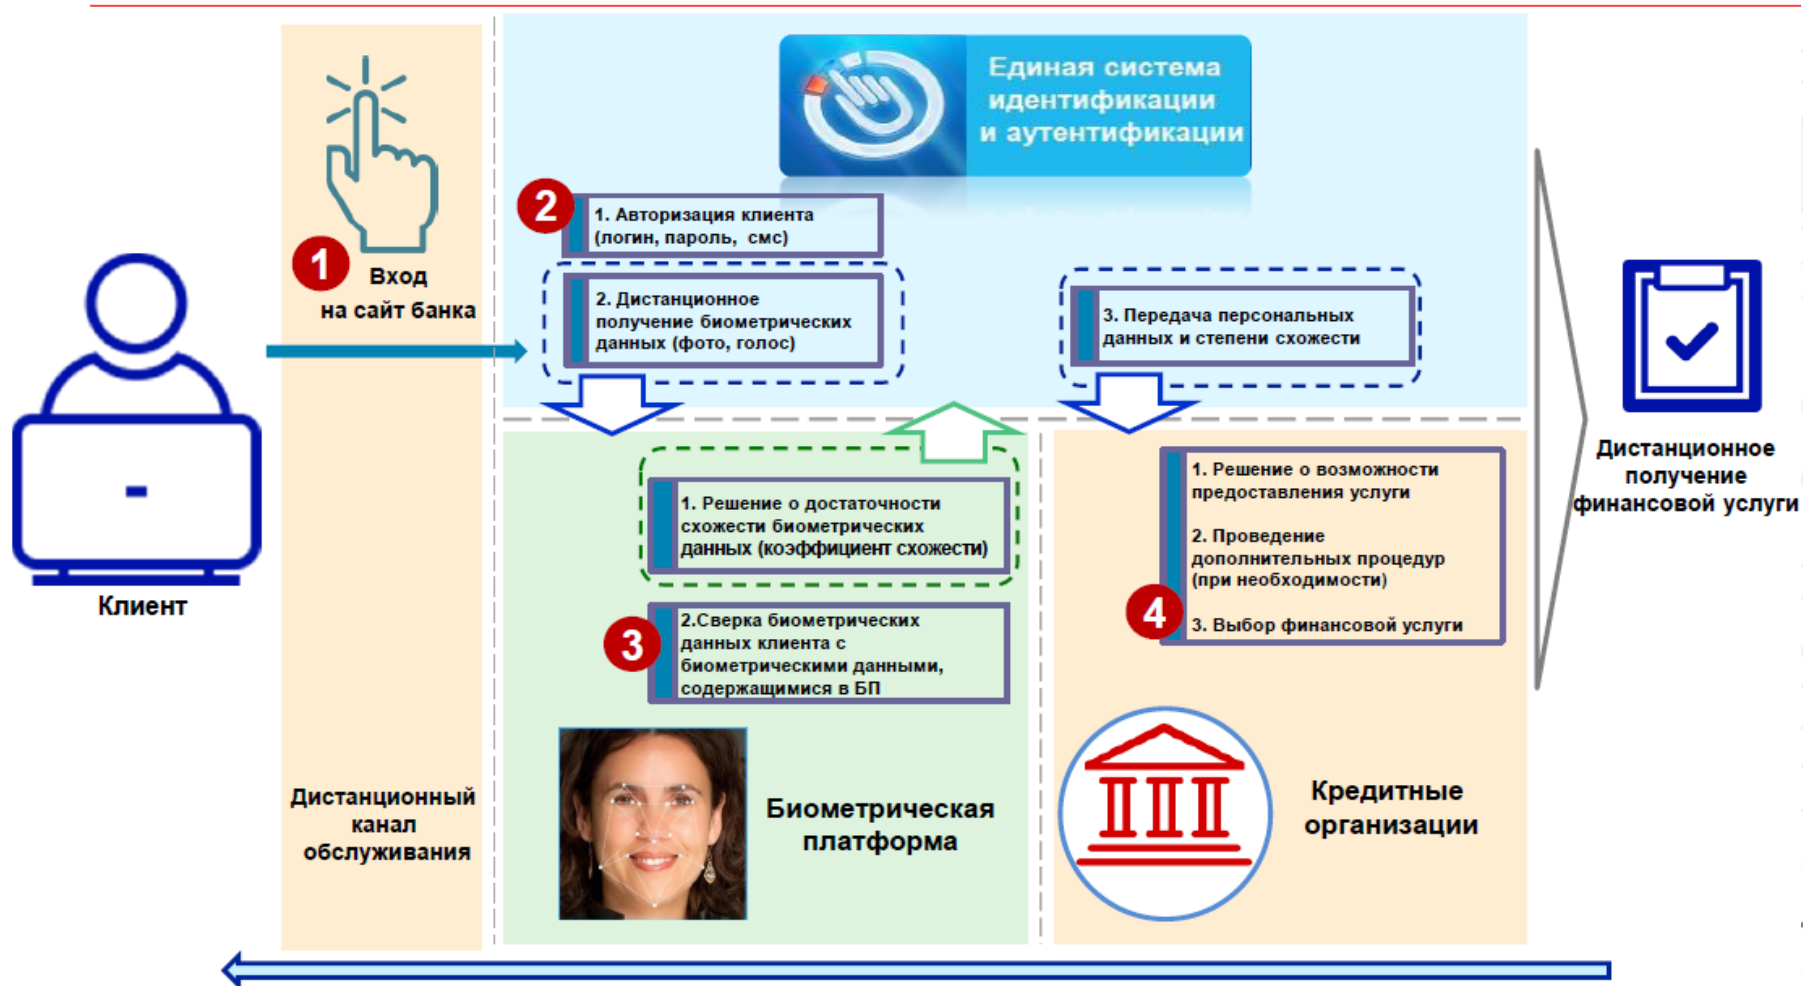 Единая система
идентификации
и аутентификации
2
1. Авторизация клиента
(логин, пароль, смс)
1
Вход
на сайт банка
2. Дистанционное
получение биометрических
данных (фото, голос)
3. Передача персональных
данных и степени схожести
Клиент
1. Решение о достаточности
схожести биометрических
данных (коэффициент схожести)
3
2.Сверка биометрических
данных клиента с
биометрическими данными,
содержащимися в БП
1. Решение о возможности
предоставления услуги
2. Проведение
дополнительных процедур
(при необходимости)
4
3. Выбор финансовой услуги
Дистанционное
получение
финансовой услуги
Дистанционный
канал
обслуживания
Биометрическая
платформа
Кредитные
организации